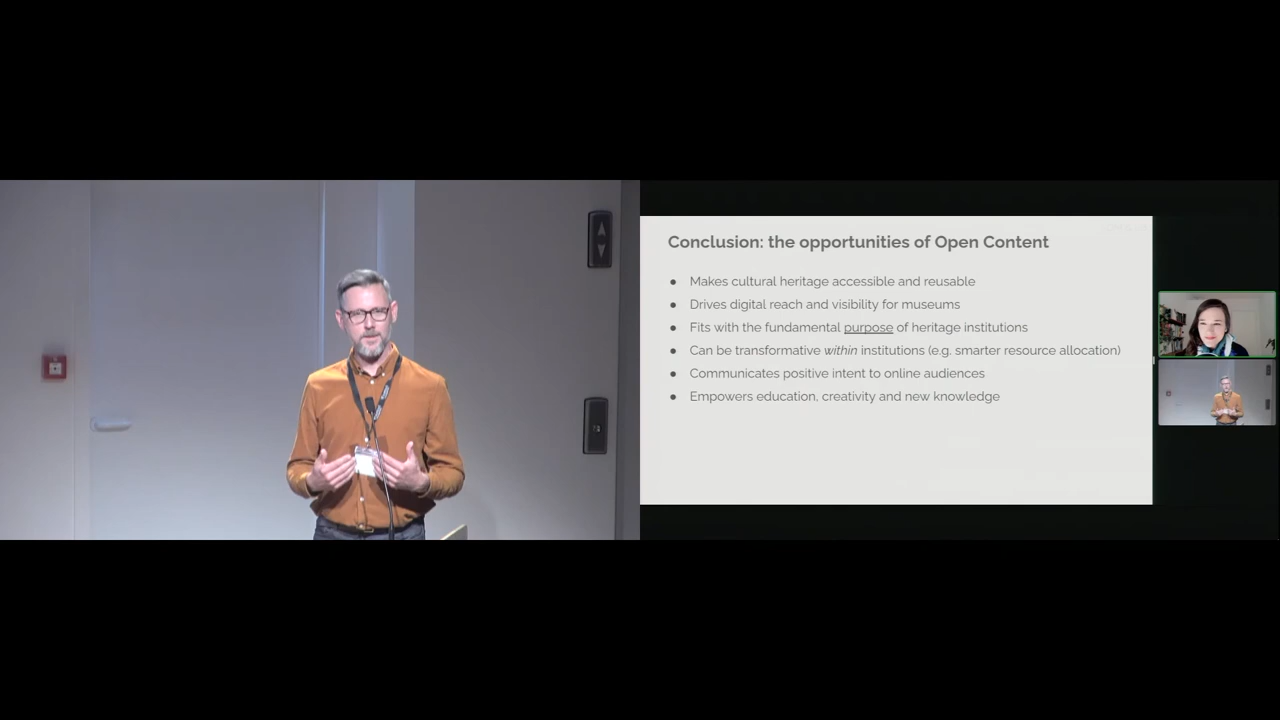 Conclusion: the opportunities of Open Content
● Makes cultural heritage accessible and reusable
● Drives digital reach and visibility for museums
● Fits with the fundamental purpose of heritage institutions
● Can be transformative within institutions (e.g. smarter resource allocation)
● Communicates positive intent to online audiences
● Empowers education, creativity and new knowledge